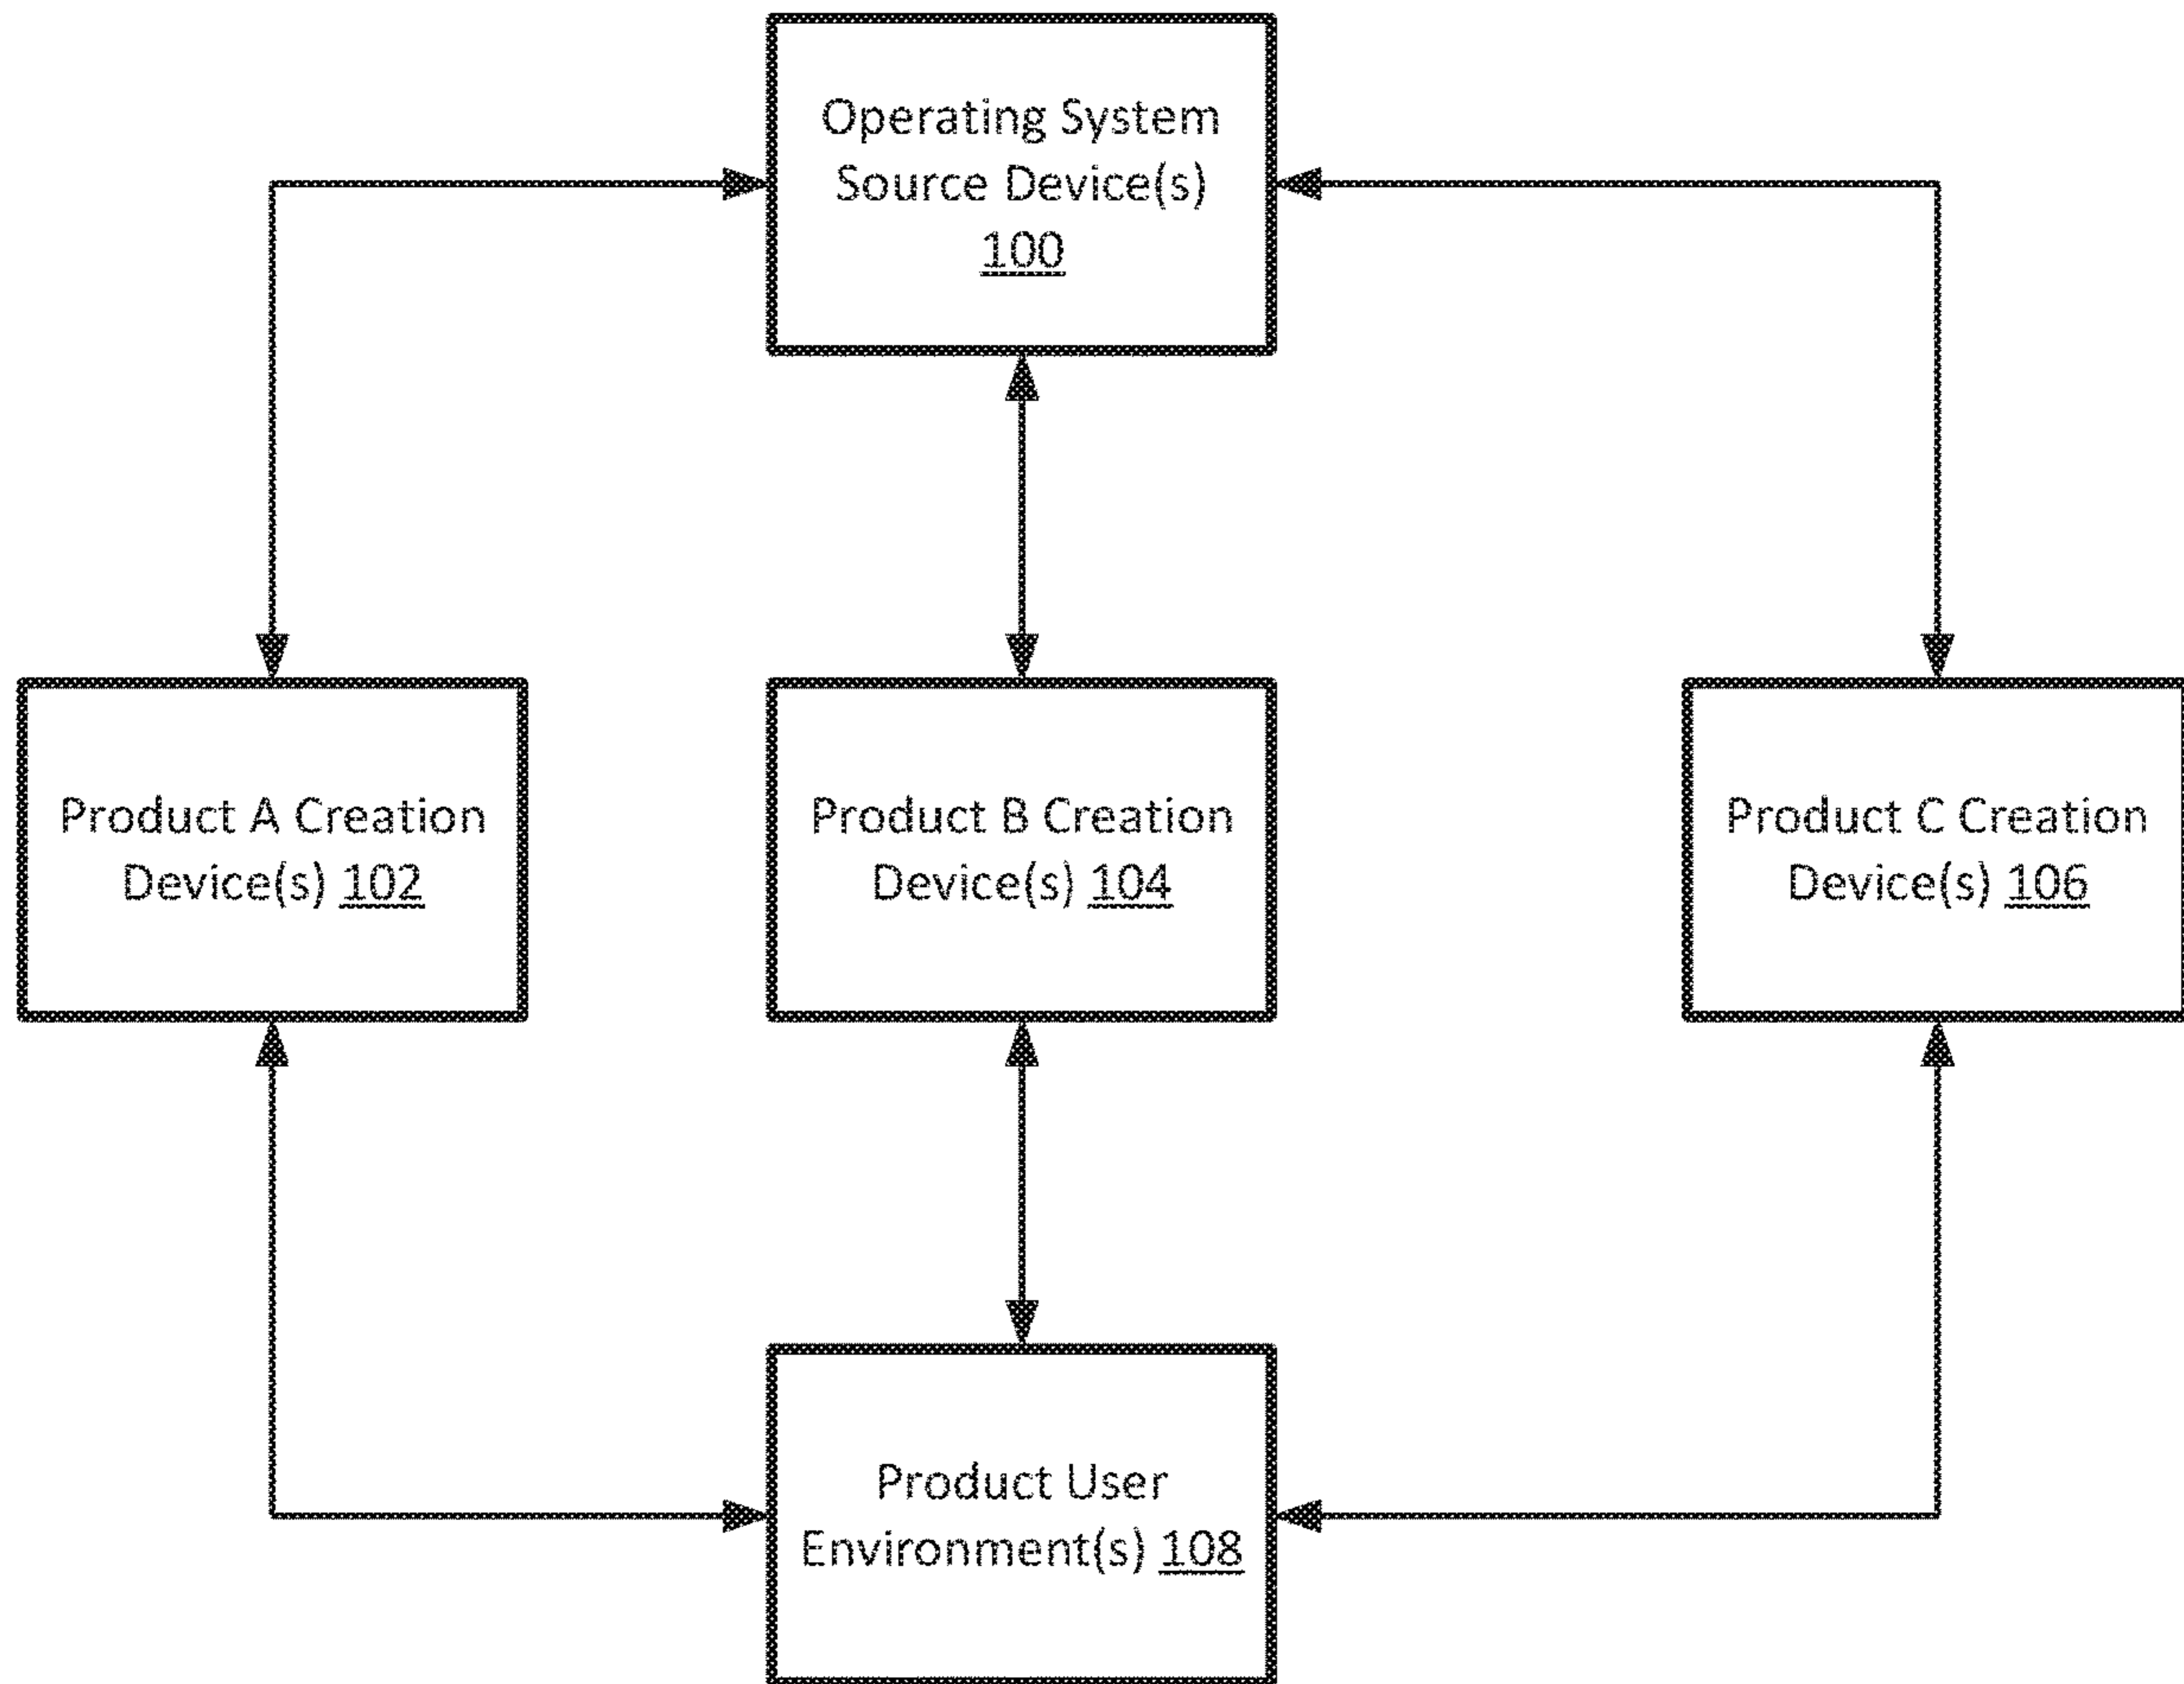 Operating System
Source Device(s)
100
Product A Creation
Device(s) 102
Product B Creation
Device(s) 104
Product C Creation
Device(s) 106
Product User
Environment(s) 108